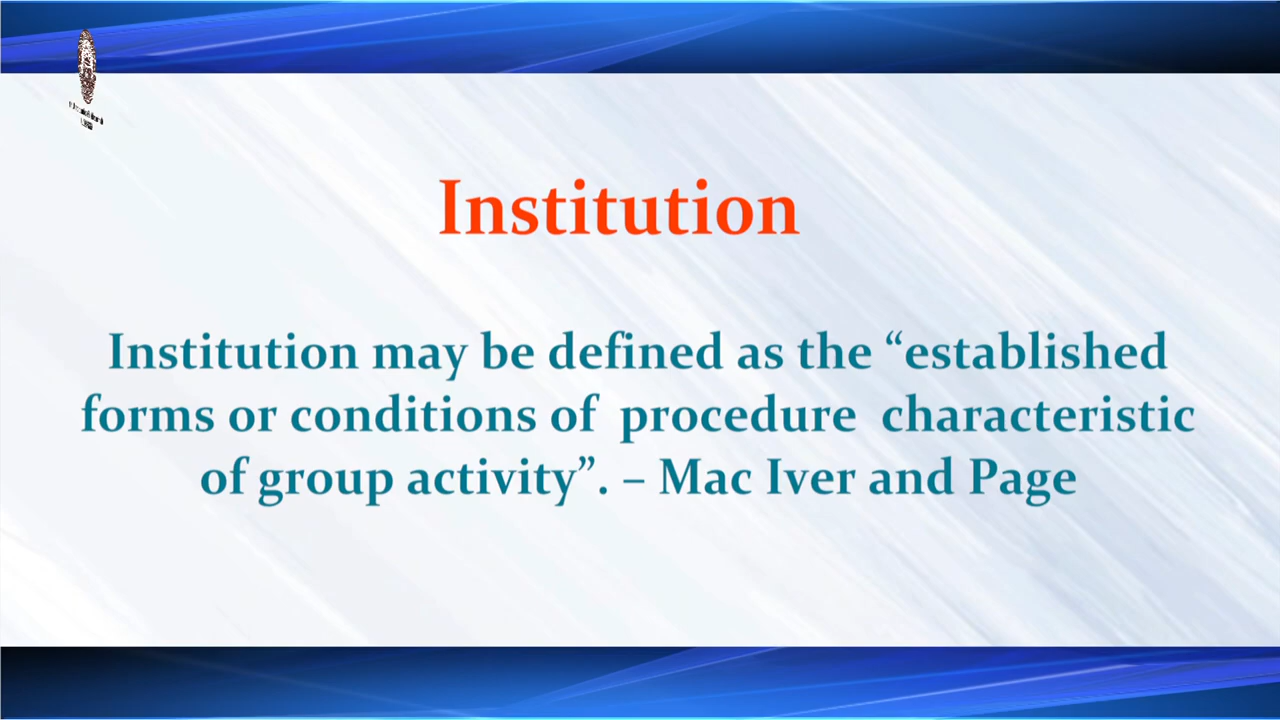 Institution
Institution may be defined as the “established
forms or conditions of procedure characteristic
of group activity”. – Mac Iver and Page